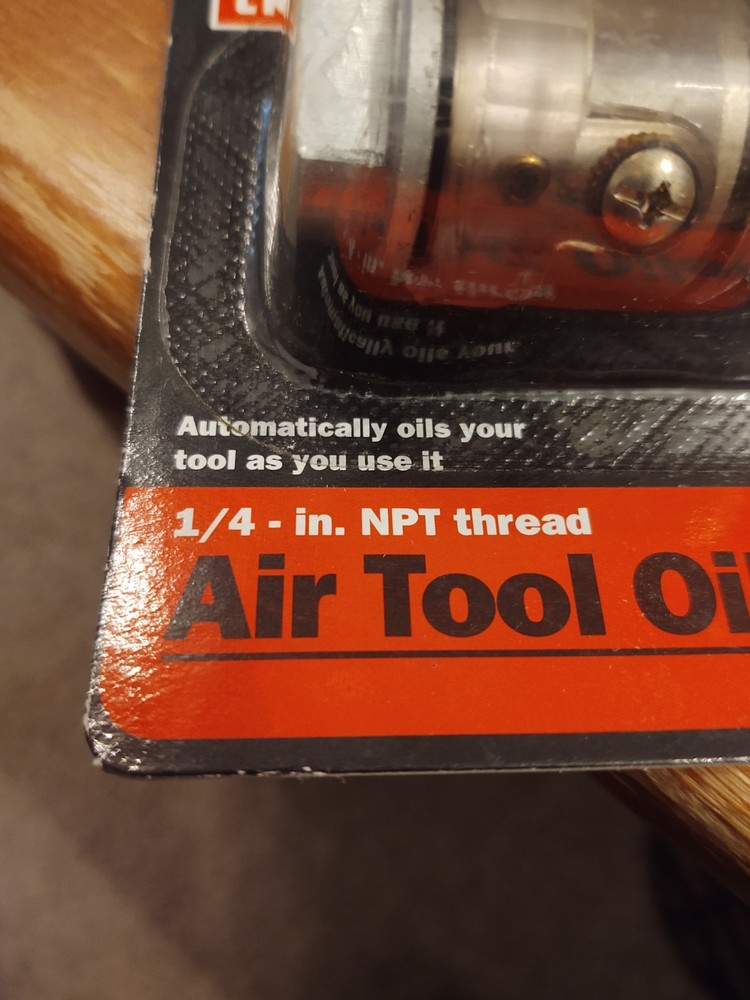 Automatically oils your
tool as you use it
1/4 - in. NPT thread
Air Tool Oi